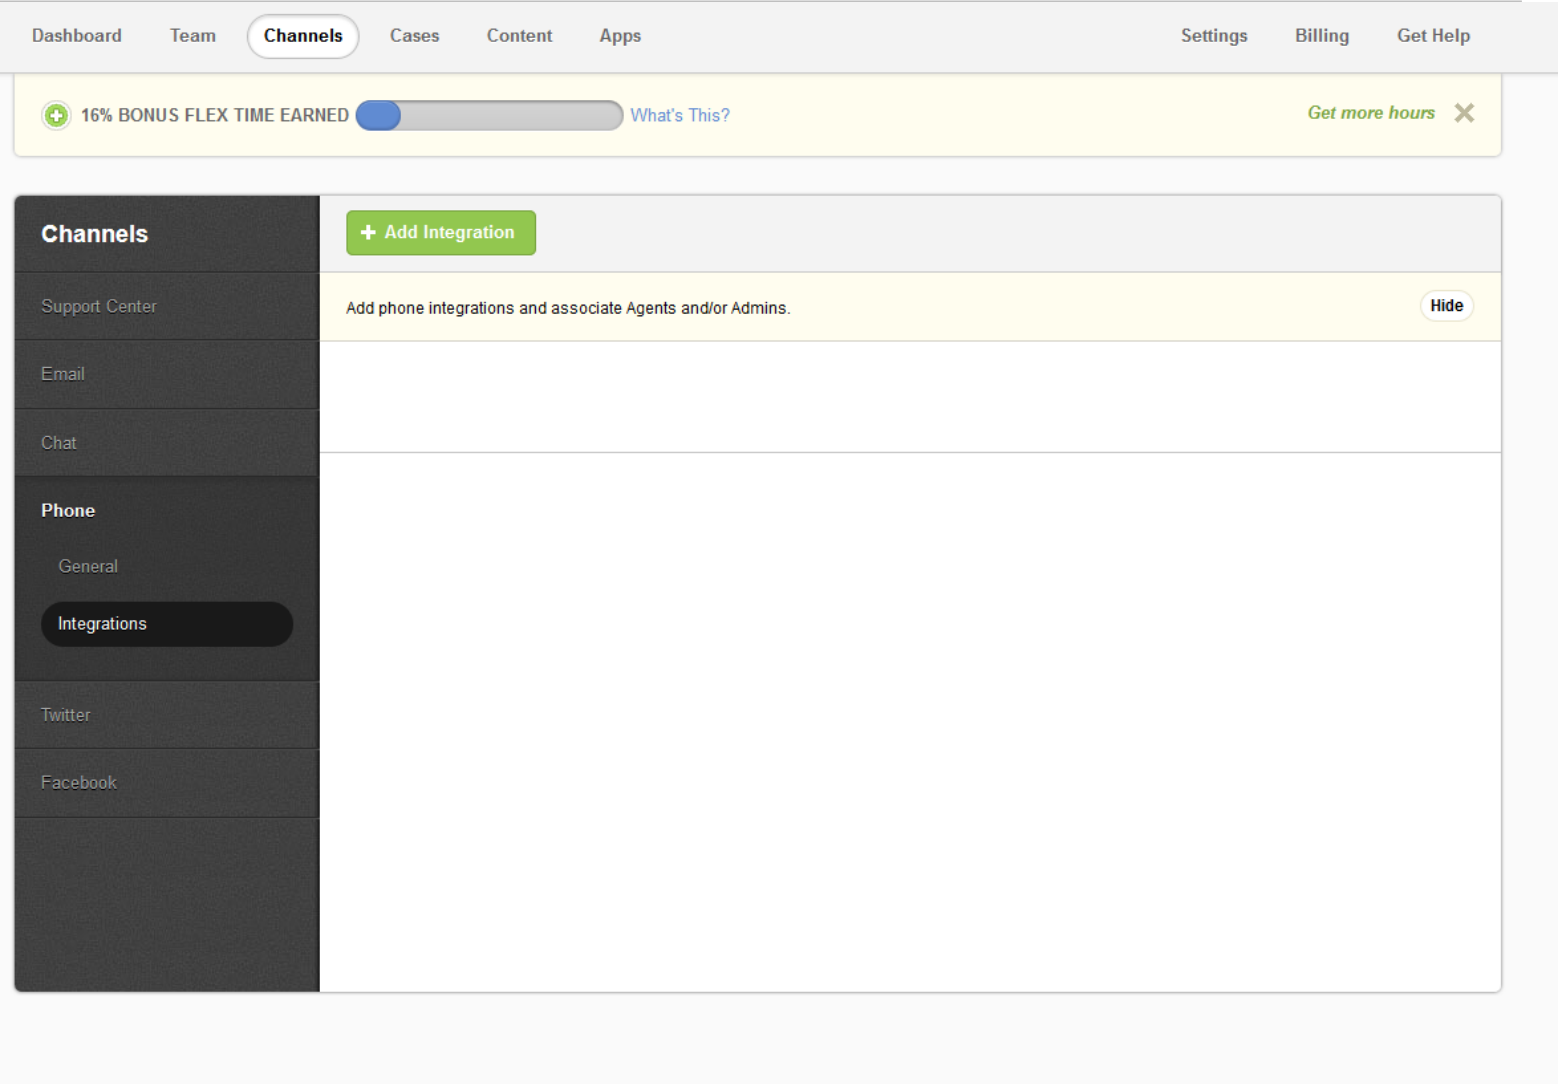 Dashboard Team Channels Cases Content Apps Settings Billing Get Help
16% BONUS FLEX TIME EARNED What's This? Get more hours
Channels
+ Add Integration
Support Center
Add phone integrations and associate Agents and/or Admins. Hide
Email
Chat
Phone
General
Integrations
Twitter
Facebook